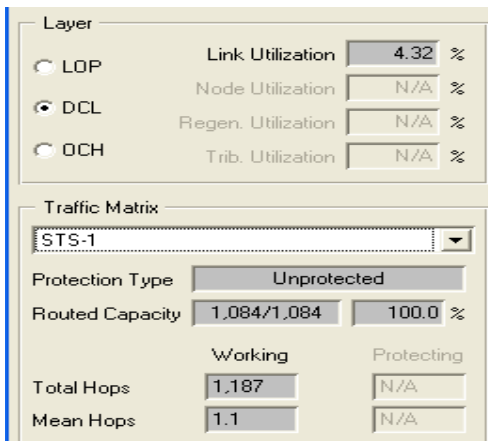 Layer
Link Utilization 4.32 %
LOP
Node Utilization N/A %
DCL
Regen. Utilization N/A %
OCH
Trib. Utilization N/A %
Traffic Matrix
STS-1
Protection Type Unprotected
Routed Capacity 1,084/1,084 100.0 %
Working Protecting
Total Hops 1,187 N/A
Mean Hops 1.1 N/A